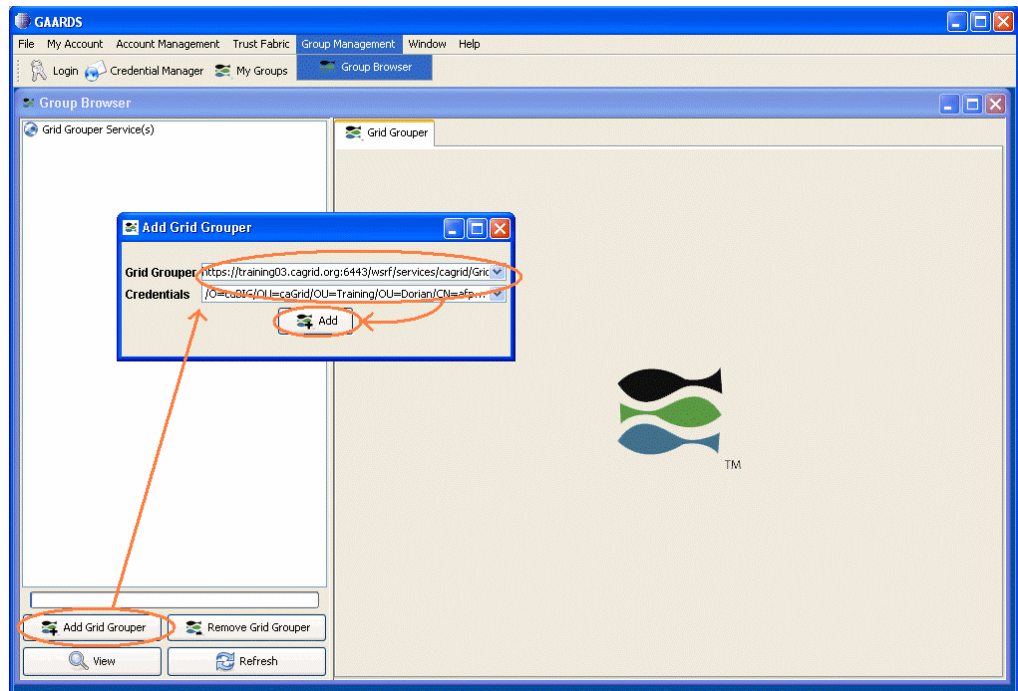 GAARDS
File My Account Account Management Trust Fabric Group Management Window Help
Login Credential Manager My Groups Group Browser
Group Browser
Grid Grouper Service(s)
Grid Grouper
Add Grid Grouper
Grid Grouper https://training03.cagrid.org:6443/wsrf/services/cagrid/Gric
Credentials /O=caBIG/OU=caGrid/OU=Training/OU=Dorian/CN=afp...
Add
TM
Add Grid Grouper Remove Grid Grouper
View Refresh